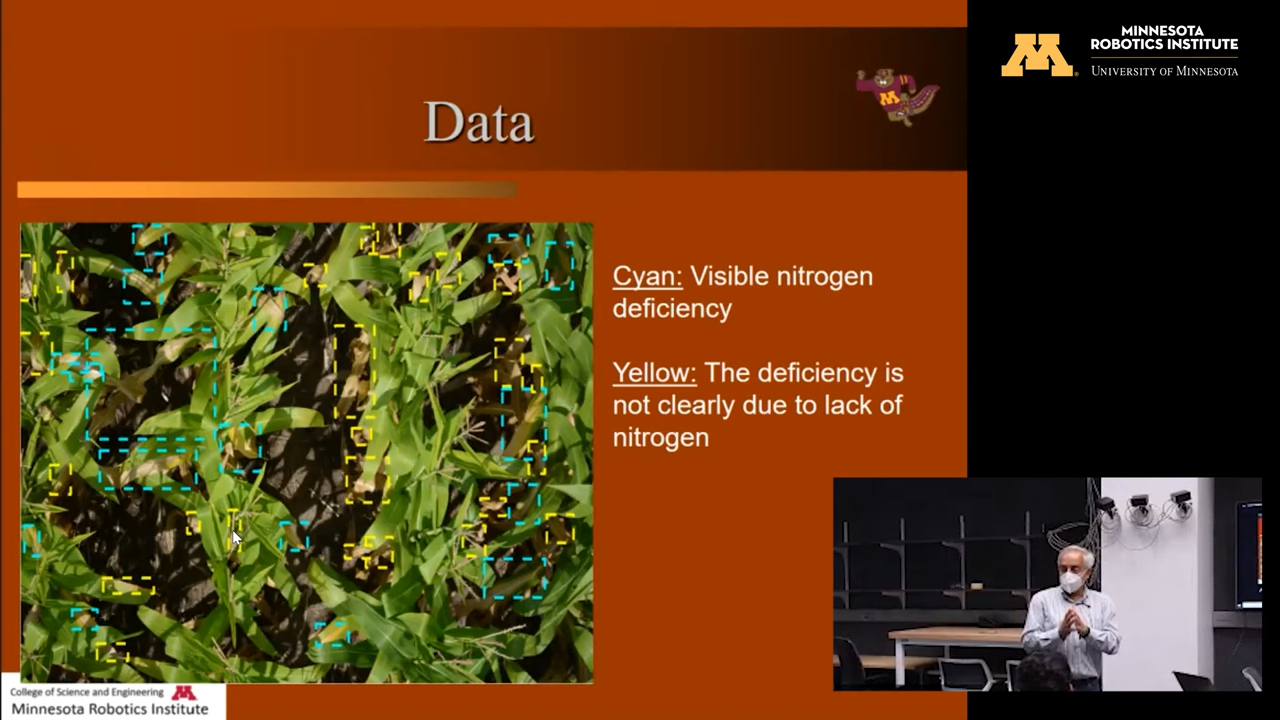 Data
M
MINNESOTA
ROBOTICS INSTITUTE
UNIVERSITY OF MINNESOTA
Cyan: Visible nitrogen
deficiency
Yellow: The deficiency is
not clearly due to lack of
nitrogen
College of Science and Engineering M
Minnesota Robotics Institute